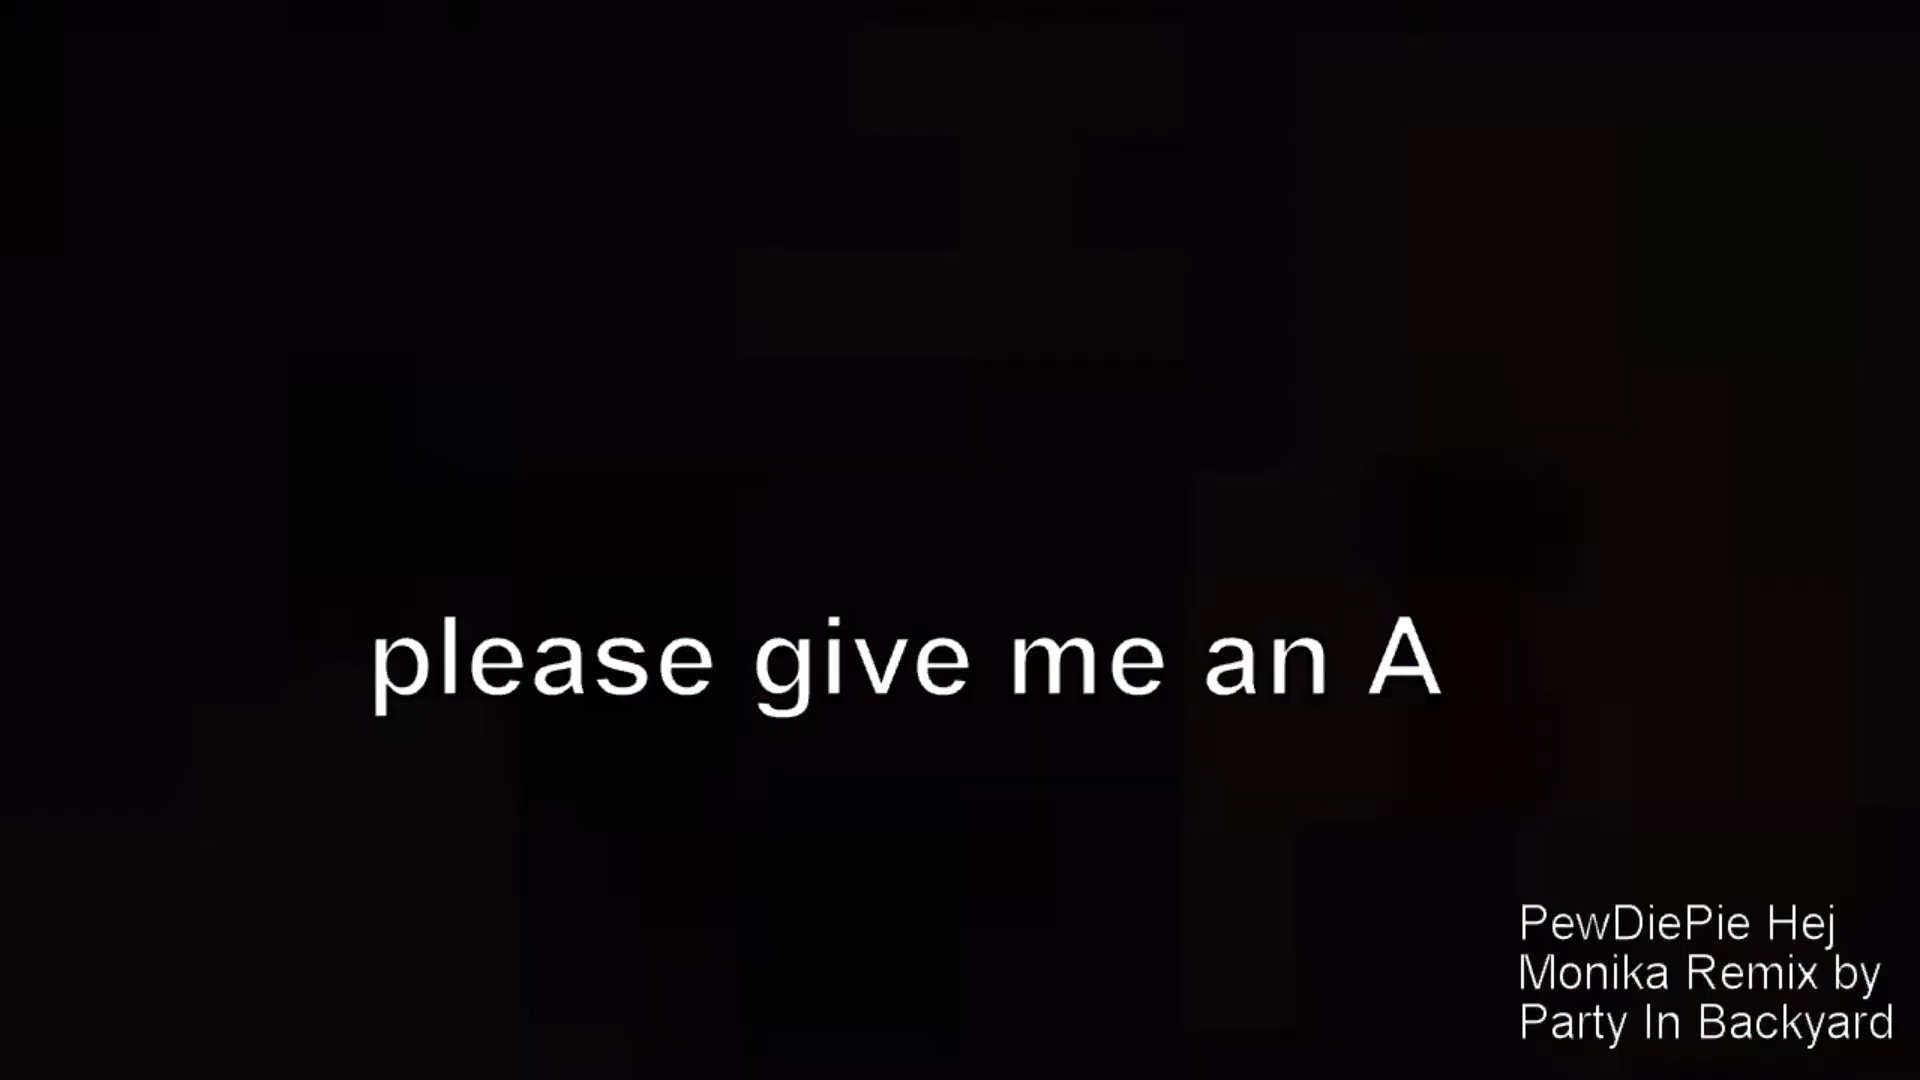 please give me an A
PewDiePie Hej
Monika Remix by
Party In Backyard